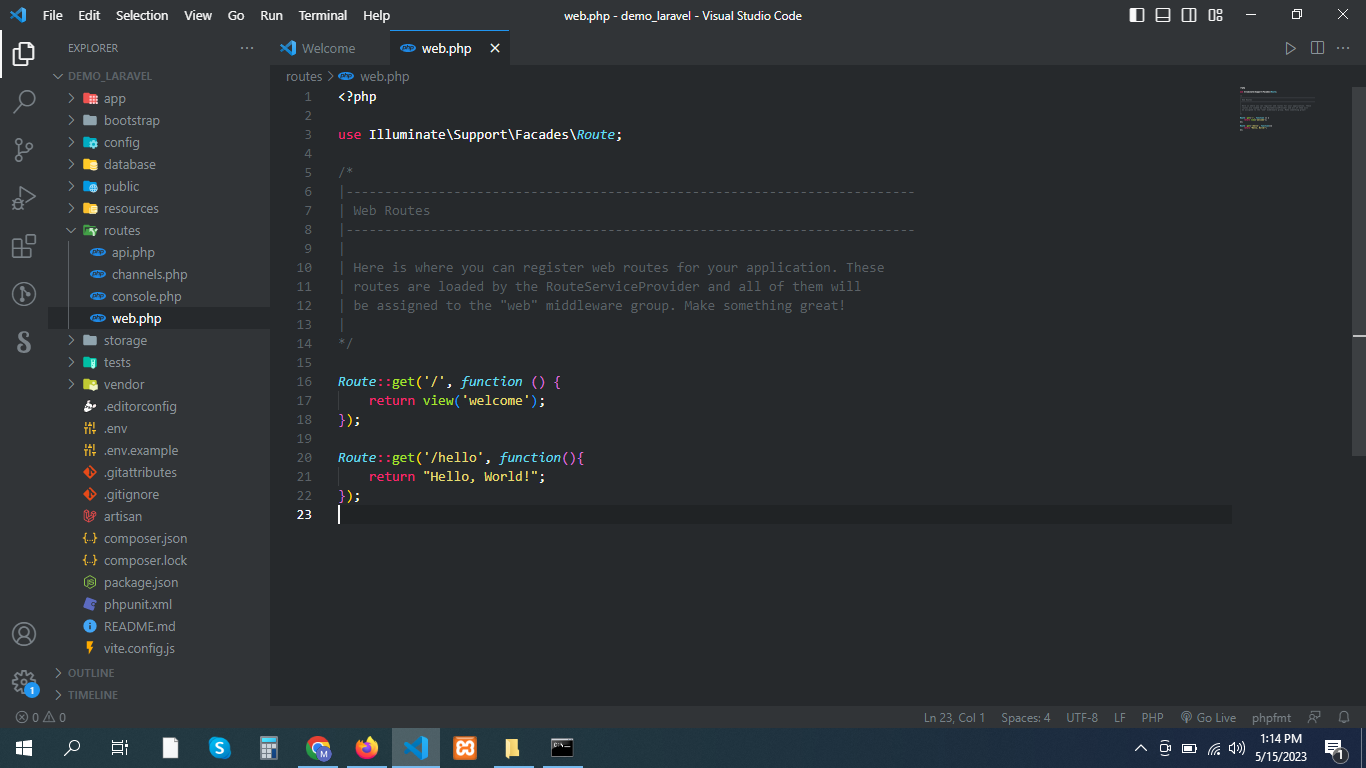 File Edit Selection View Go Run Terminal Help
web.php - demo_laravel - Visual Studio Code
EXPLORER
DEMO_LARAVEL
app
bootstrap
config
database
public
resources
routes
api.php
channels.php
console.php
web.php
storage
tests
vendor
.editorconfig
.env
.env.example
.gitattributes
.gitignore
artisan
composer.json
composer.lock
package.json
phpunit.xml
README.md
vite.config.js
OUTLINE
TIMELINE
Welcome
web.php
routes > web.php
1 <?php
2
3 use Illuminate\Support\Facades\Route;
4
5 /*
6 |--------------------------------------------------------------------------
7 | Web Routes
8 |--------------------------------------------------------------------------
9 |
10 | Here is where you can register web routes for your application. These
11 | routes are loaded by the RouteServiceProvider and all of them will
12 | be assigned to the "web" middleware group. Make something great!
13 |
14 */
15
16 Route::get('/', function () {
17     return view('welcome');
18 });
19
20 Route::get('/hello', function(){
21     return "Hello, World!";
22 });
23
1
0 0
Ln 23, Col 1 Spaces: 4 UTF-8 LF PHP Go Live phpfmt
1:14 PM
5/15/2023
1